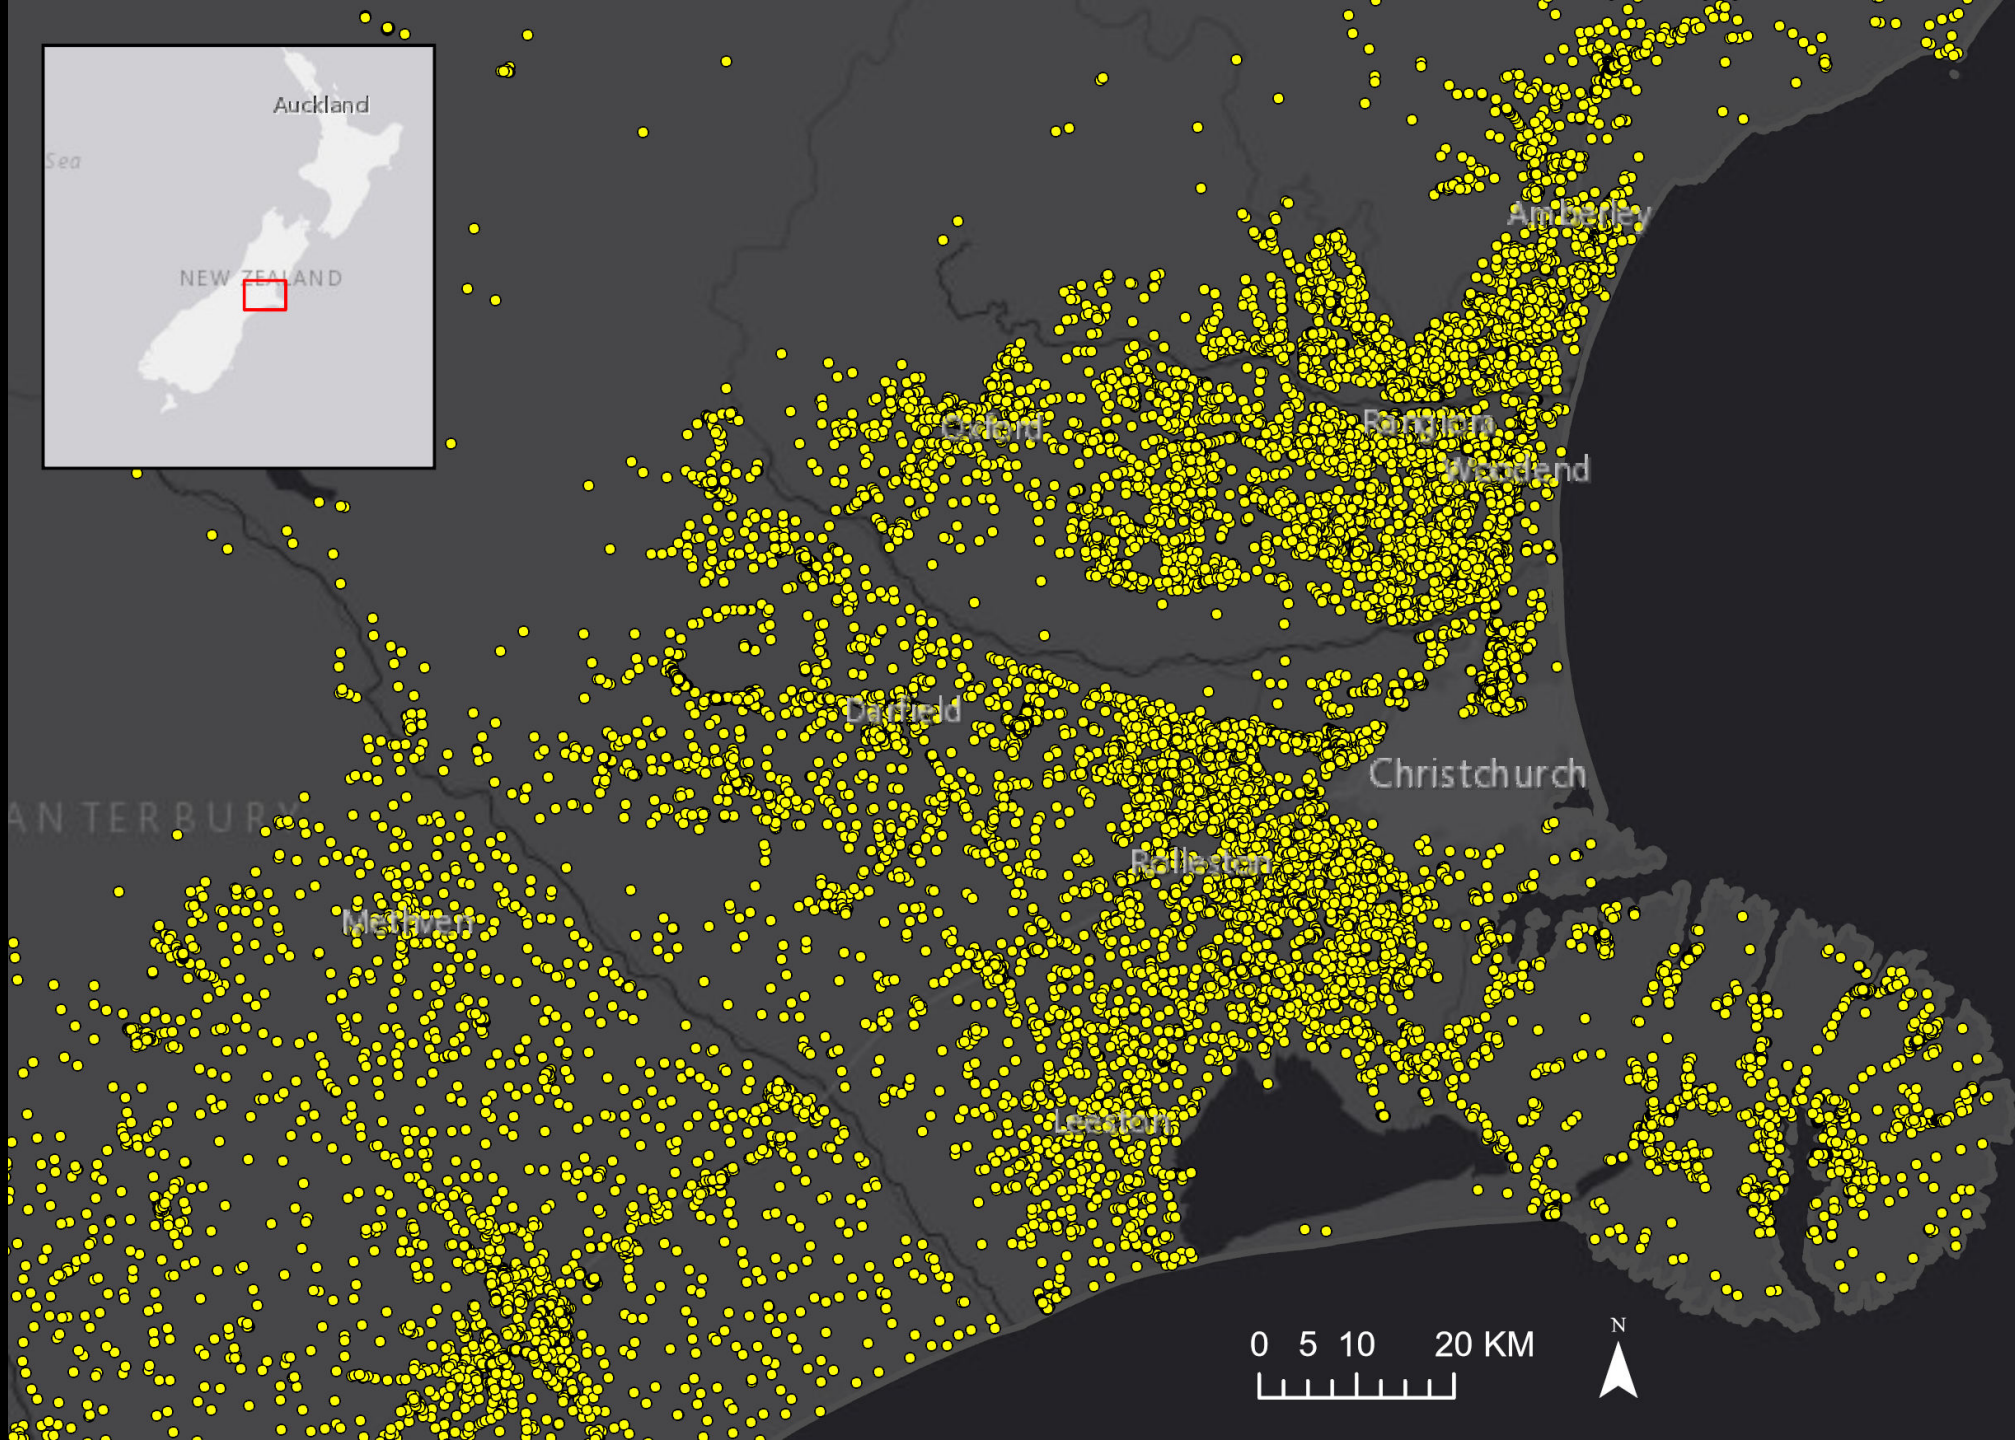 Auckland
Sea
NEW ZEALAND
Amberley
Oxford
Rangiora
Woodend
Darfield
Christchurch
ANTERBURY
Rolleston
Methven
Leeston
N
0 5 10 20 KM